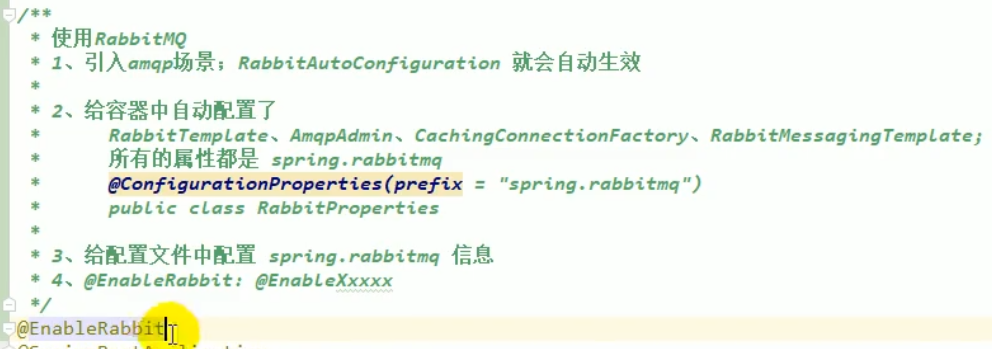 /**
* 使用RabbitMQ
* 1、引入amqp场景；RabbitAutoConfiguration 就会自动生效
*
* 2、给容器中自动配置了
* RabbitTemplate、AmqpAdmin、CachingConnectionFactory、RabbitMessagingTemplate;
* 所有的属性都是 spring.rabbitmq
* @ConfigurationProperties(prefix = "spring.rabbitmq")
* public class RabbitProperties
*
* 3、给配置文件中配置 spring.rabbitmq 信息
* 4、@EnableRabbit: @EnableXxxxx
*/
@EnableRabbit